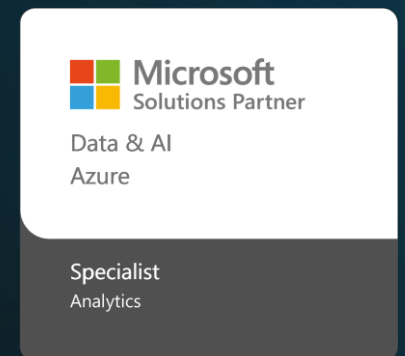 Microsoft
Solutions Partner
Data & AI
Azure
Specialist
Analytics